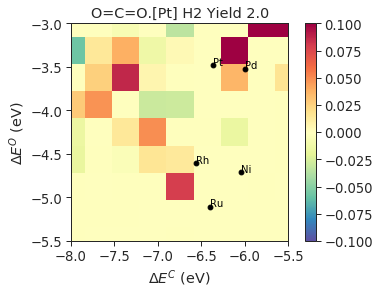 O=C=O.[Pt] H2 Yield 2.0
−3.0
−3.5
−4.0
−4.5
−5.0
−5.5
ΔE^O (eV)
Pt
Pd
Rh
Ni
Ru
−8.0 −7.5 −7.0 −6.5 −6.0 −5.5
ΔE^C (eV)
0.100
0.075
0.050
0.025
0.000
−0.025
−0.050
−0.075
−0.100